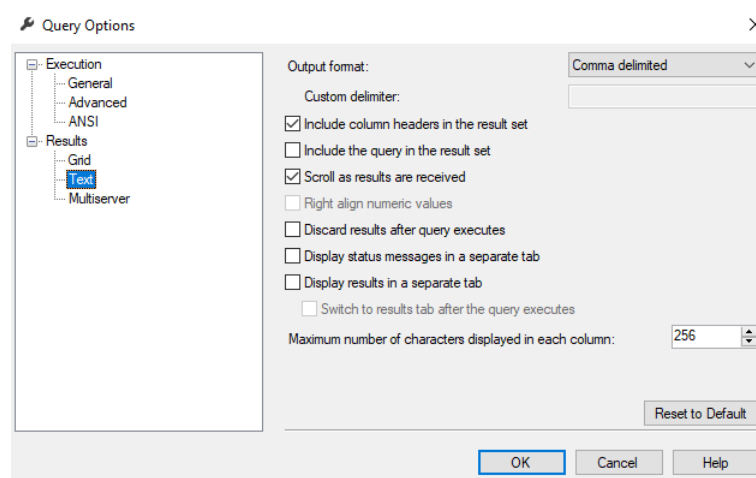 Query Options
Execution
General
Advanced
ANSI
Results
Grid
Text
Multiserver
Output format:
Comma delimited
Custom delimiter:
Include column headers in the result set
Include the query in the result set
Scroll as results are received
Right align numeric values
Discard results after query executes
Display status messages in a separate tab
Display results in a separate tab
Switch to results tab after the query executes
Maximum number of characters displayed in each column:
256
Reset to Default
OK
Cancel
Help